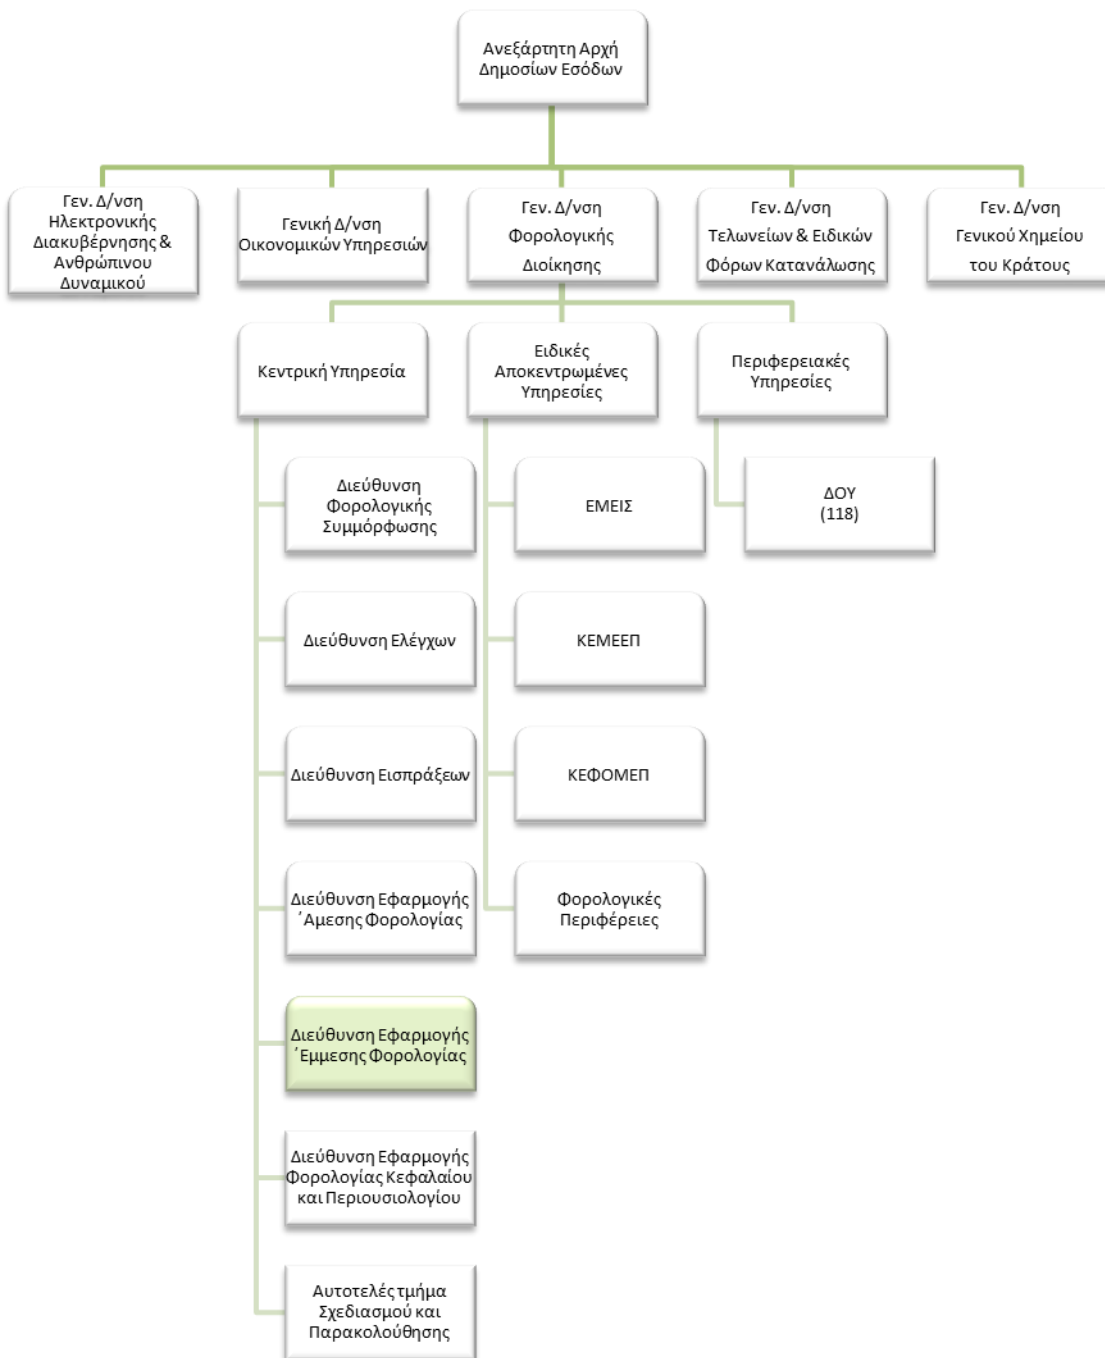 Ανεξάρτητη Αρχή
Δημοσίων Εσόδων
Γεν. Δ/νση
Ηλεκτρονικής
Διακυβέρνησης &
Ανθρώπινου
Δυναμικού
Γενική Δ/νση
Οικονομικών Υπηρεσιών
Γεν. Δ/νση
Φορολογικής
Διοίκησης
Γεν. Δ/νση
Τελωνείων & Ειδικών
Φόρων Κατανάλωσης
Γεν. Δ/νση
Γενικού Χημείου
του Κράτους
Κεντρική Υπηρεσία
Ειδικές
Αποκεντρωμένες
Υπηρεσίες
Περιφερειακές
Υπηρεσίες
Διεύθυνση
Φορολογικής
Συμμόρφωσης
Διεύθυνση Ελέγχων
Διεύθυνση Εισπράξεων
Διεύθυνση Εφαρμογής
΄Αμεσης Φορολογίας
Διεύθυνση Εφαρμογής
΄Εμμεσης Φορολογίας
Διεύθυνση Εφαρμογής
Φορολογίας Κεφαλαίου
και Περιουσιολογίου
Αυτοτελές τμήμα
Σχεδιασμού και
Παρακολούθησης
ΕΜΕΙΣ
ΚΕΜΕΕΠ
ΚΕΦΟΜΕΠ
Φορολογικές
Περιφέρειες
ΔΟΥ
(118)